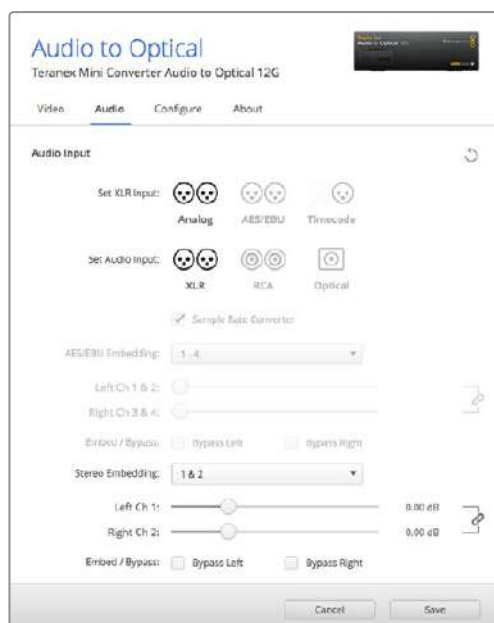 Audio to Optical
Teranex Mini Converter Audio to Optical 12G
Video Audio Configure About
Audio Input
Set XLR Input:
Analog AES/EBU Timecode
Set Audio Input:
XLR RCA Optical
Sample Rate Converter
AES/EBU Embedding: 1 - 4
Left Ch 1 & 2:
Right Ch 3 & 4:
Embed / Bypass: Bypass Left Bypass Right
Stereo Embedding: 1 & 2
Left Ch 1: 0.00 dB
Right Ch 2: 0.00 dB
Embed / Bypass: Bypass Left Bypass Right
Cancel Save